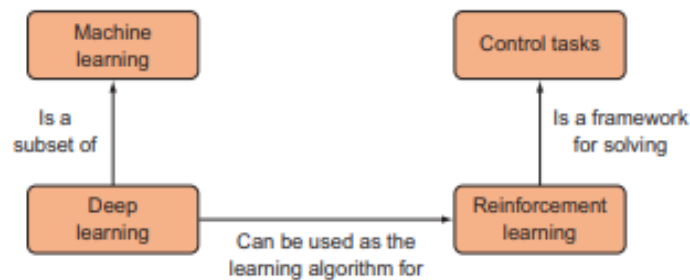 Machine
learning
Control tasks
Is a
subset of
Is a framework
for solving
Deep
learning
Can be used as the
learning algorithm for
Reinforcement
learning